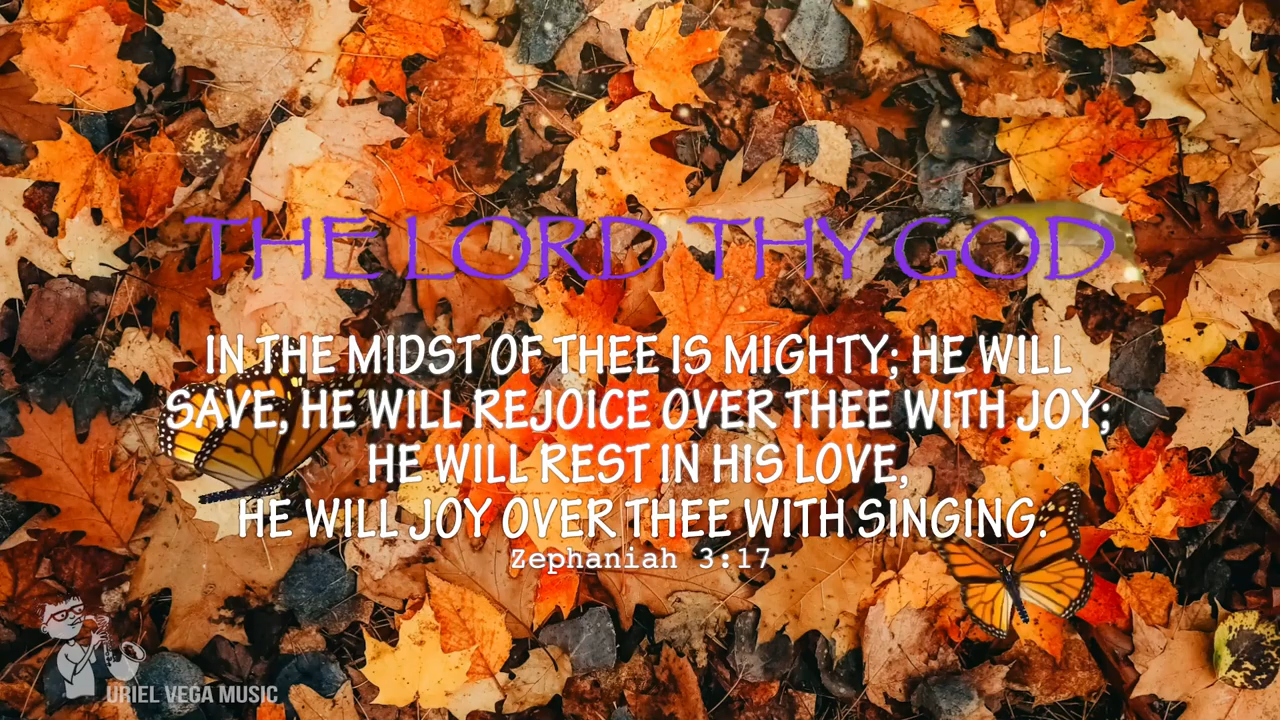 THE LORD THY GOD
IN THE MIDST OF THEE IS MIGHTY; HE WILL
SAVE, HE WILL REJOICE OVER THEE WITH JOY;
HE WILL REST IN HIS LOVE,
HE WILL JOY OVER THEE WITH SINGING.
Zephaniah 3:17
URIEL VEGA MUSIC